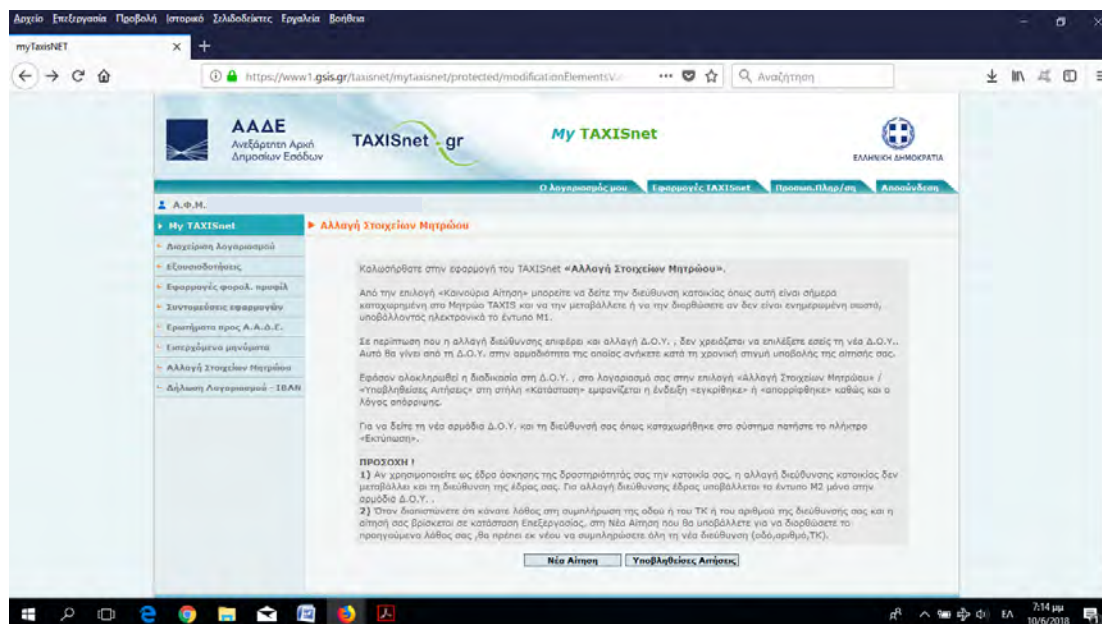 Αρχείο Επεξεργασία Προβολή Ιστορικό Σελιδοδείκτες Εργαλεία Βοήθεια
myTaxisNET
https://www1.gsis.gr/taxisnet/mytaxisnet/protected/modificationElementsV
Αναζήτηση
ΑΑΔΕ
Ανεξάρτητη Αρχή
Δημοσίων Εσόδων
TAXISnet gr
My TAXISnet
ΕΛΛΗΝΙΚΗ ΔΗΜΟΚΡΑΤΙΑ
Ο λογαριασμός μου Εφαρμογές TAXISnet Προσωπ.Πληρ/ση Αποσύνδεση
Α.Φ.Μ.
My TAXISnet
Αλλαγή Στοιχείων Μητρώου
Διαχείριση λογαριασμού
Εξουσιοδοτήσεις
Εφαρμογές φορολ. προφίλ
Συντομεύσεις εφαρμογών
Ερωτήματα προς Α.Α.Δ.Ε.
Εισερχόμενα μηνύματα
Αλλαγή Στοιχείων Μητρώου
Δήλωση Λογαριασμού - IBAN
Καλωσήρθατε στην εφαρμογή του TAXISnet «Αλλαγή Στοιχείων Μητρώου».
Από την επιλογή «Καινούρια Αίτηση» μπορείτε να δείτε την διεύθυνση κατοικίας όπως αυτή είναι σήμερα
καταχωρημένη στο Μητρώο TAXIS και να την μεταβάλλετε ή να την διορθώσετε αν δεν είναι ενημερωμένη σωστά,
υποβάλλοντας ηλεκτρονικά το έντυπο Μ1.
Σε περίπτωση που η αλλαγή διεύθυνσης επιφέρει και αλλαγή Δ.Ο.Υ. , δεν χρειάζεται να επιλέξετε εσείς τη νέα Δ.Ο.Υ..
Αυτό θα γίνει από τη Δ.Ο.Υ. στην αρμοδιότητα της οποίας ανήκετε κατά τη χρονική στιγμή υποβολής της αίτησής σας.
Εφόσον ολοκληρωθεί η διαδικασία στη Δ.Ο.Υ. , στο λογαριασμό σας στην επιλογή «Αλλαγή Στοιχείων Μητρώου» /
«Υποβληθείσες Αιτήσεις» στη στήλη «Κατάσταση» εμφανίζεται η ένδειξη «εγκρίθηκε» ή «απορρίφθηκε» καθώς και ο
λόγος απόρριψης.
Για να δείτε τη νέα αρμόδια Δ.Ο.Υ. και τη διεύθυνσή σας όπως καταχωρήθηκε στο σύστημα πατήστε το πλήκτρο
«Εκτύπωση».
ΠΡΟΣΟΧΗ !
1) Αν χρησιμοποιείτε ως έδρα άσκησης της δραστηριότητάς σας την κατοικία σας, η αλλαγή διεύθυνσης κατοικίας δεν
μεταβάλλει και τη διεύθυνση της έδρας σας. Για αλλαγή διεύθυνσης έδρας υποβάλλεται το έντυπο Μ2 μόνο στην
αρμόδια Δ.Ο.Υ. .
2) Όταν διαπιστώνετε ότι κάνατε λάθος στη συμπλήρωση της οδού ή του ΤΚ ή του αριθμού της διεύθυνσής σας και η
αίτησή σας βρίσκεται σε κατάσταση Επεξεργασίας, στη Νέα Αίτηση που θα υποβάλλετε για να διορθώσετε το
προηγούμενο λάθος σας ,θα πρέπει εκ νέου να συμπληρώσετε όλη τη νέα διεύθυνση (οδό,αριθμό,ΤΚ).
Νέα Αίτηση Υποβληθείσες Αιτήσεις
ΕΛ
7:14 μμ
10/6/2018